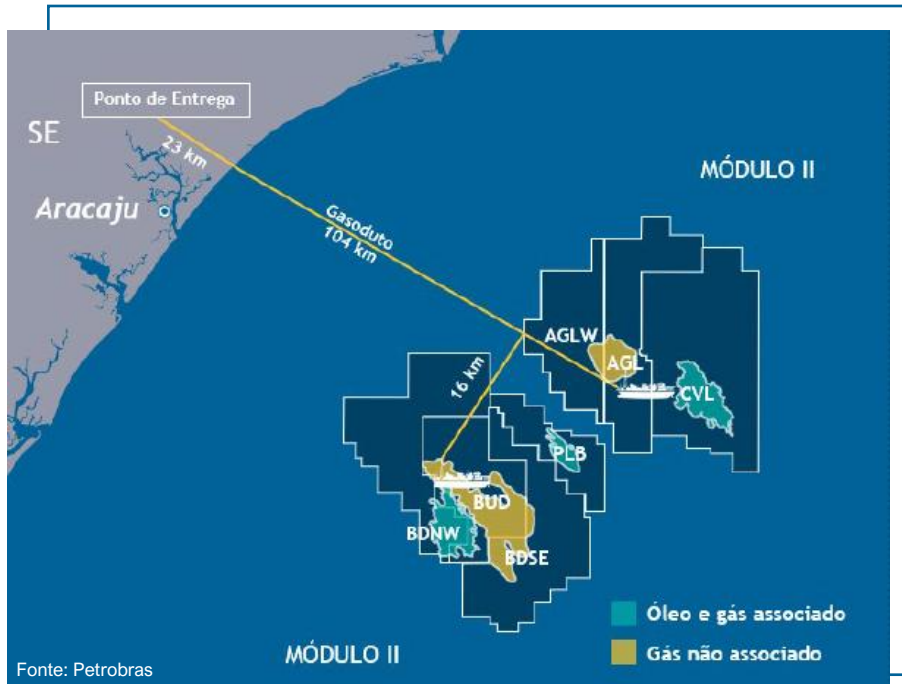 Ponto de Entrega
SE
23 km
Aracaju
MÓDULO II
Gasoduto
104 km
AGLW
AGL
CVL
16 km
PLB
BUD
BDNW
BDSE
Óleo e gás associado
MÓDULO II
Gás não associado
Fonte: Petrobras